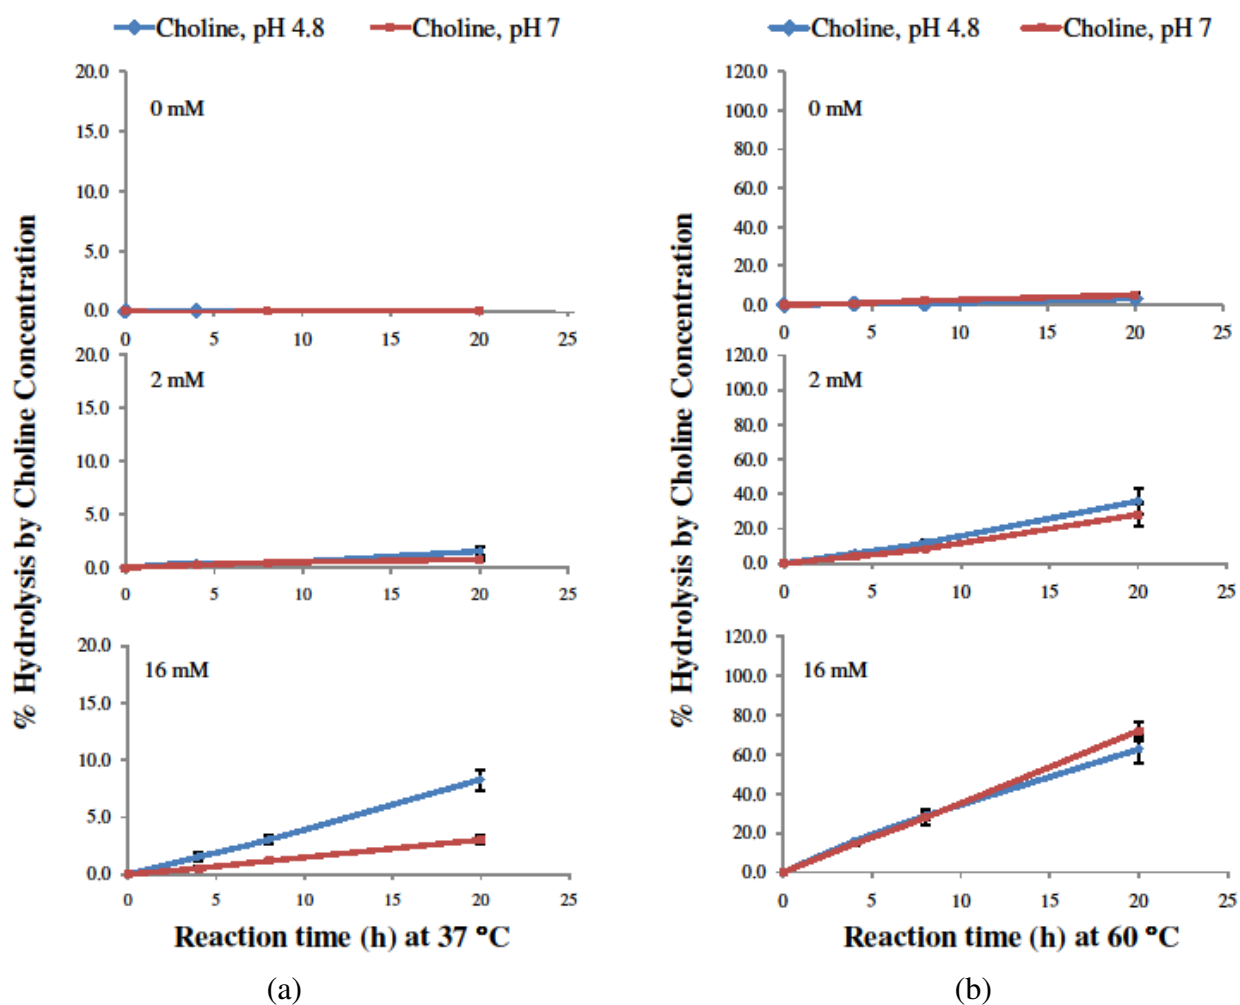 Choline, pH 4.8 Choline, pH 7
% Hydrolysis by Choline Concentration
20.0
0 mM
15.0
10.0
5.0
0.0
0 5 10 15 20 25
20.0
2 mM
15.0
10.0
5.0
0.0
0 5 10 15 20 25
20.0
16 mM
15.0
10.0
5.0
0.0
0 5 10 15 20 25
Reaction time (h) at 37 °C
(a)
Choline, pH 4.8 Choline, pH 7
% Hydrolysis by Choline Concentration
120.0
0 mM
100.0
80.0
60.0
40.0
20.0
0.0
0 5 10 15 20 25
120.0
2 mM
100.0
80.0
60.0
40.0
20.0
0.0
0 5 10 15 20 25
120.0
16 mM
100.0
80.0
60.0
40.0
20.0
0.0
0 5 10 15 20 25
Reaction time (h) at 60 °C
(b)